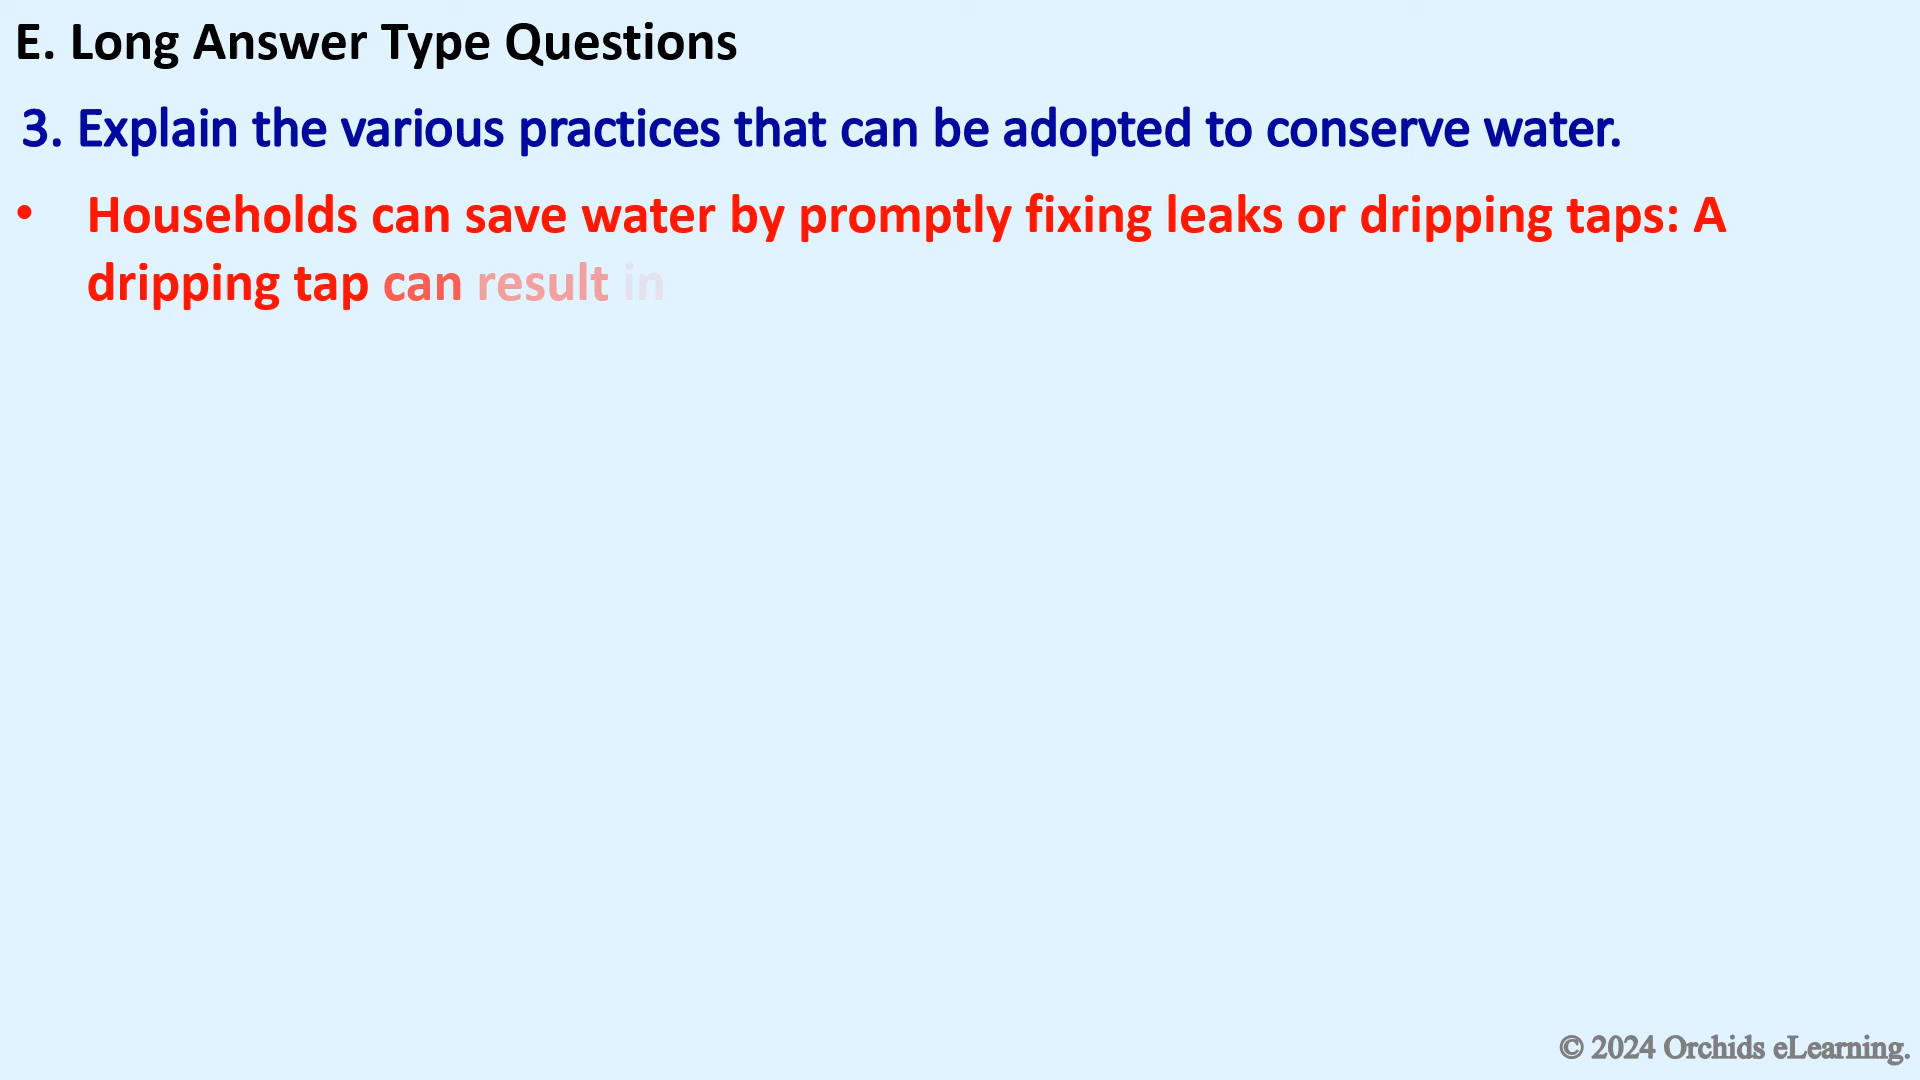 E. Long Answer Type Questions
3. Explain the various practices that can be adopted to conserve water.
• Households can save water by promptly fixing leaks or dripping taps: A
dripping tap can result in
© 2024 Orchids eLearning.